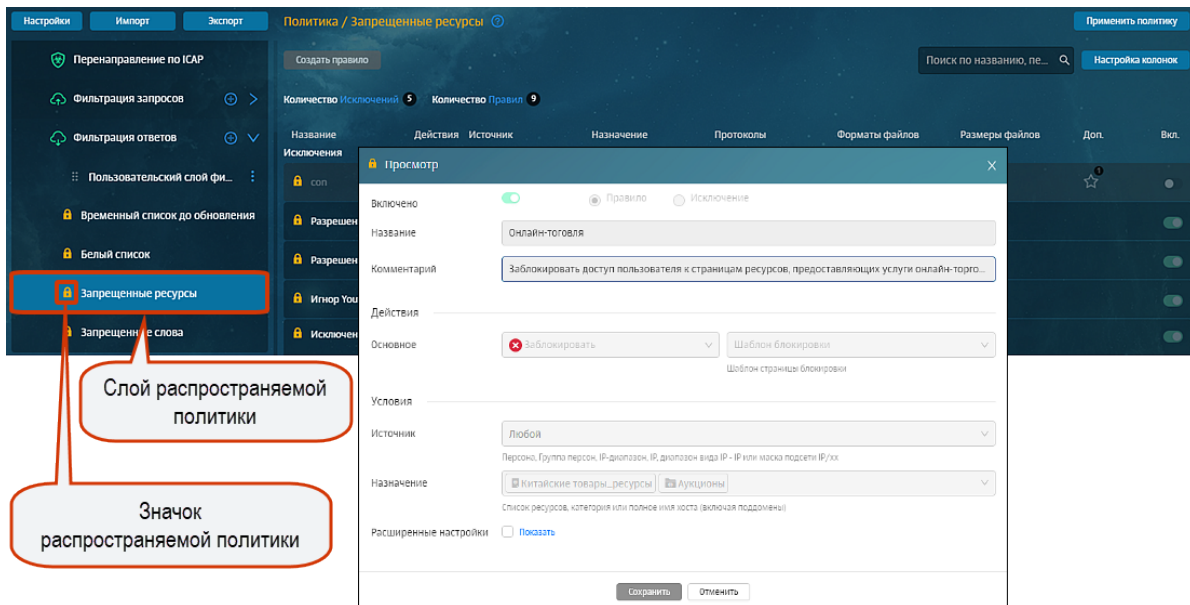 Настройки Импорт Экспорт Политика / Запрещенные ресурсы ? Применить политику
Перенаправление по ICAP Создать правило Поиск по названию, пе... Настройка колонок
Фильтрация запросов Количество Исключений 5 Количество Правил 9
Фильтрация ответов Название Действия Источник Назначение Протоколы Форматы файлов Размеры файлов Доп. Вкл.
Исключения
Пользовательский слой фи... con 1
Временный список до обновления Разрешен
Белый список Разрешен
Запрещенные ресурсы Игнор You
Запрещенные слова Исключен
Просмотр
Включено Правило Исключение
Название Онлайн-тоговля
Комментарий Заблокировать доступ пользователя к страницам ресурсов, предоставляющих услуги онлайн-торго...
Действия
Основное Заблокировать Шаблон блокировки
Шаблон страницы блокировки
Условия
Источник Любой
Персона, Группа персон, IP-диапазон, IP, диапазон вида IP - IP или маска подсети IP/xx
Назначение Китайские товары_ресурсы Аукционы
Список ресурсов, категория или полное имя хоста (включая поддомены)
Расширенные настройки Показать
Сохранить Отменить
Слой распространяемой
политики
Значок
распространяемой политики